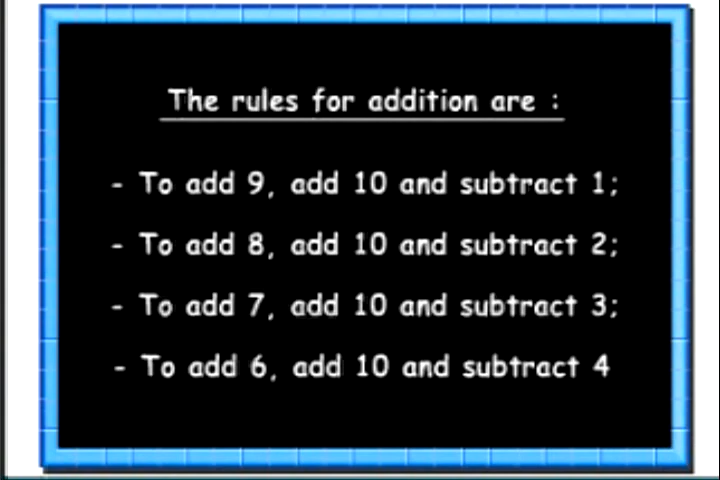 The rules for addition are :
- To add 9, add 10 and subtract 1;
- To add 8, add 10 and subtract 2;
- To add 7, add 10 and subtract 3;
- To add 6, add 10 and subtract 4